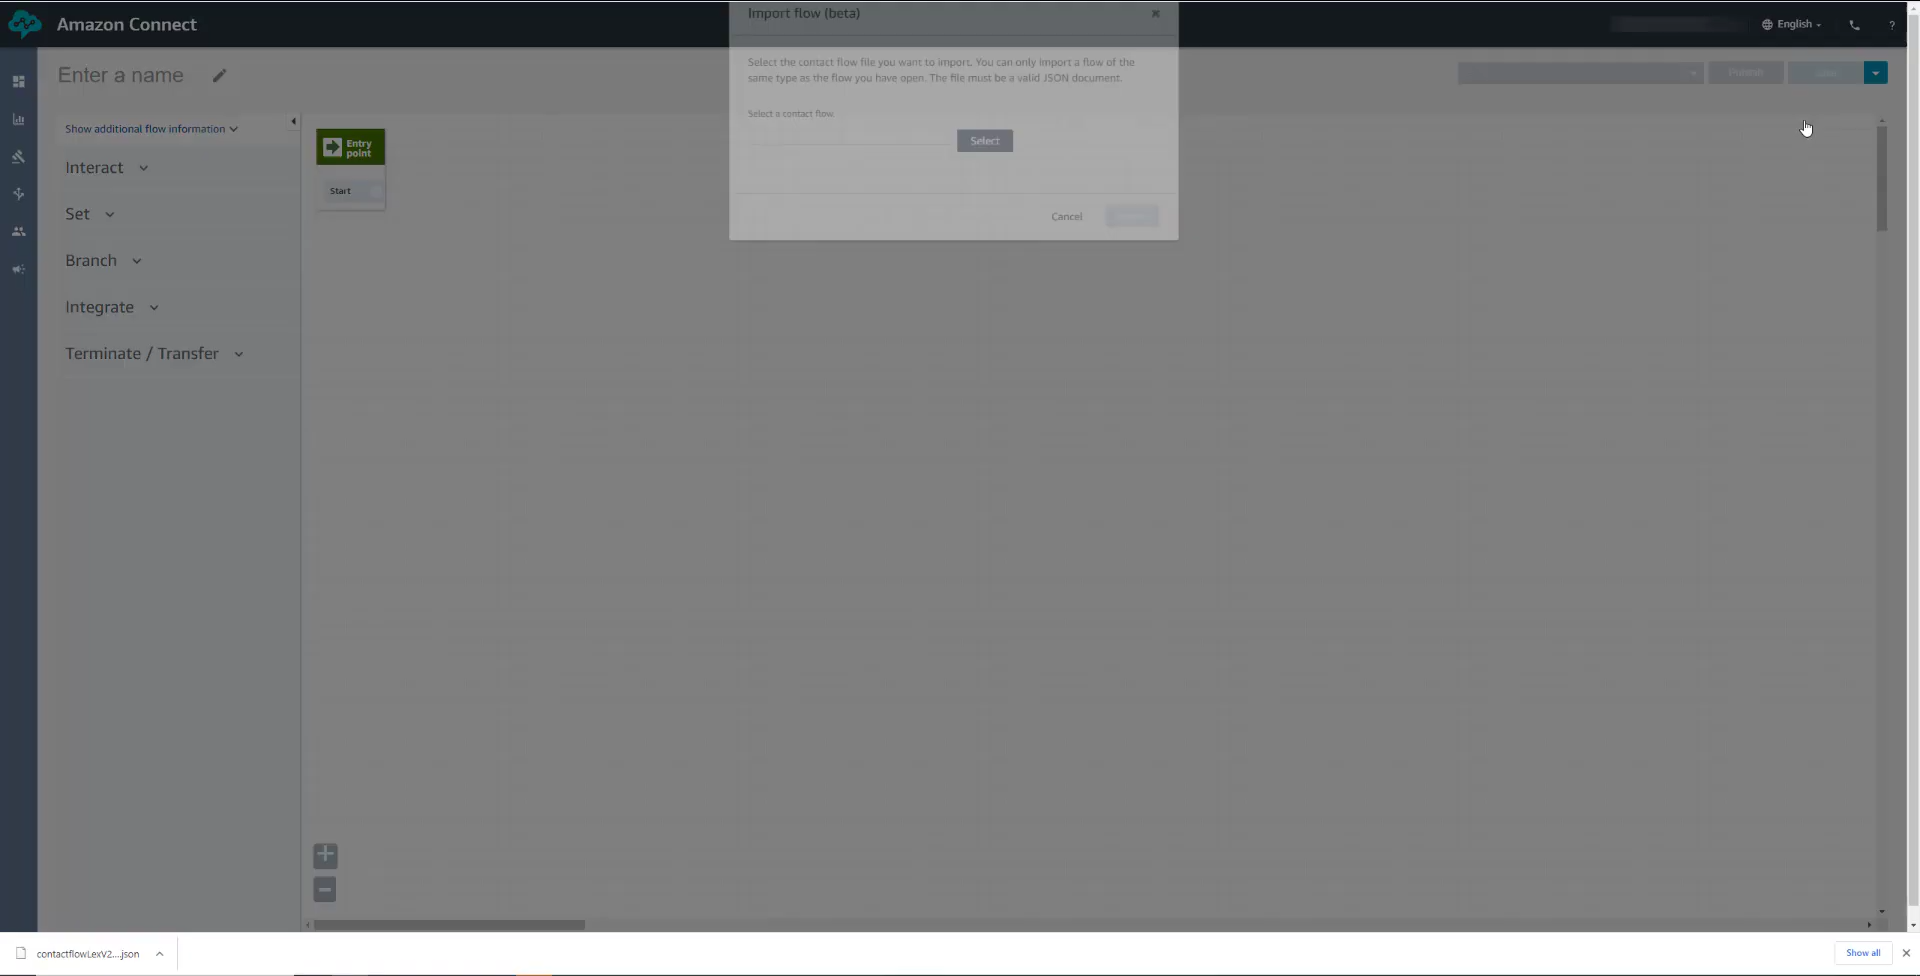 Amazon Connect
Import flow (beta)
English
?
Enter a name
Select the contact flow file you want to import. You can only import a flow of the
same type as the flow you have open. The file must be a valid JSON document.
Publish
Show additional flow information
Select a contact flow.
Entry
point
Select
Interact
Start
Set
Cancel
Branch
Integrate
Terminate / Transfer
contactflowLexV2....json
Show all